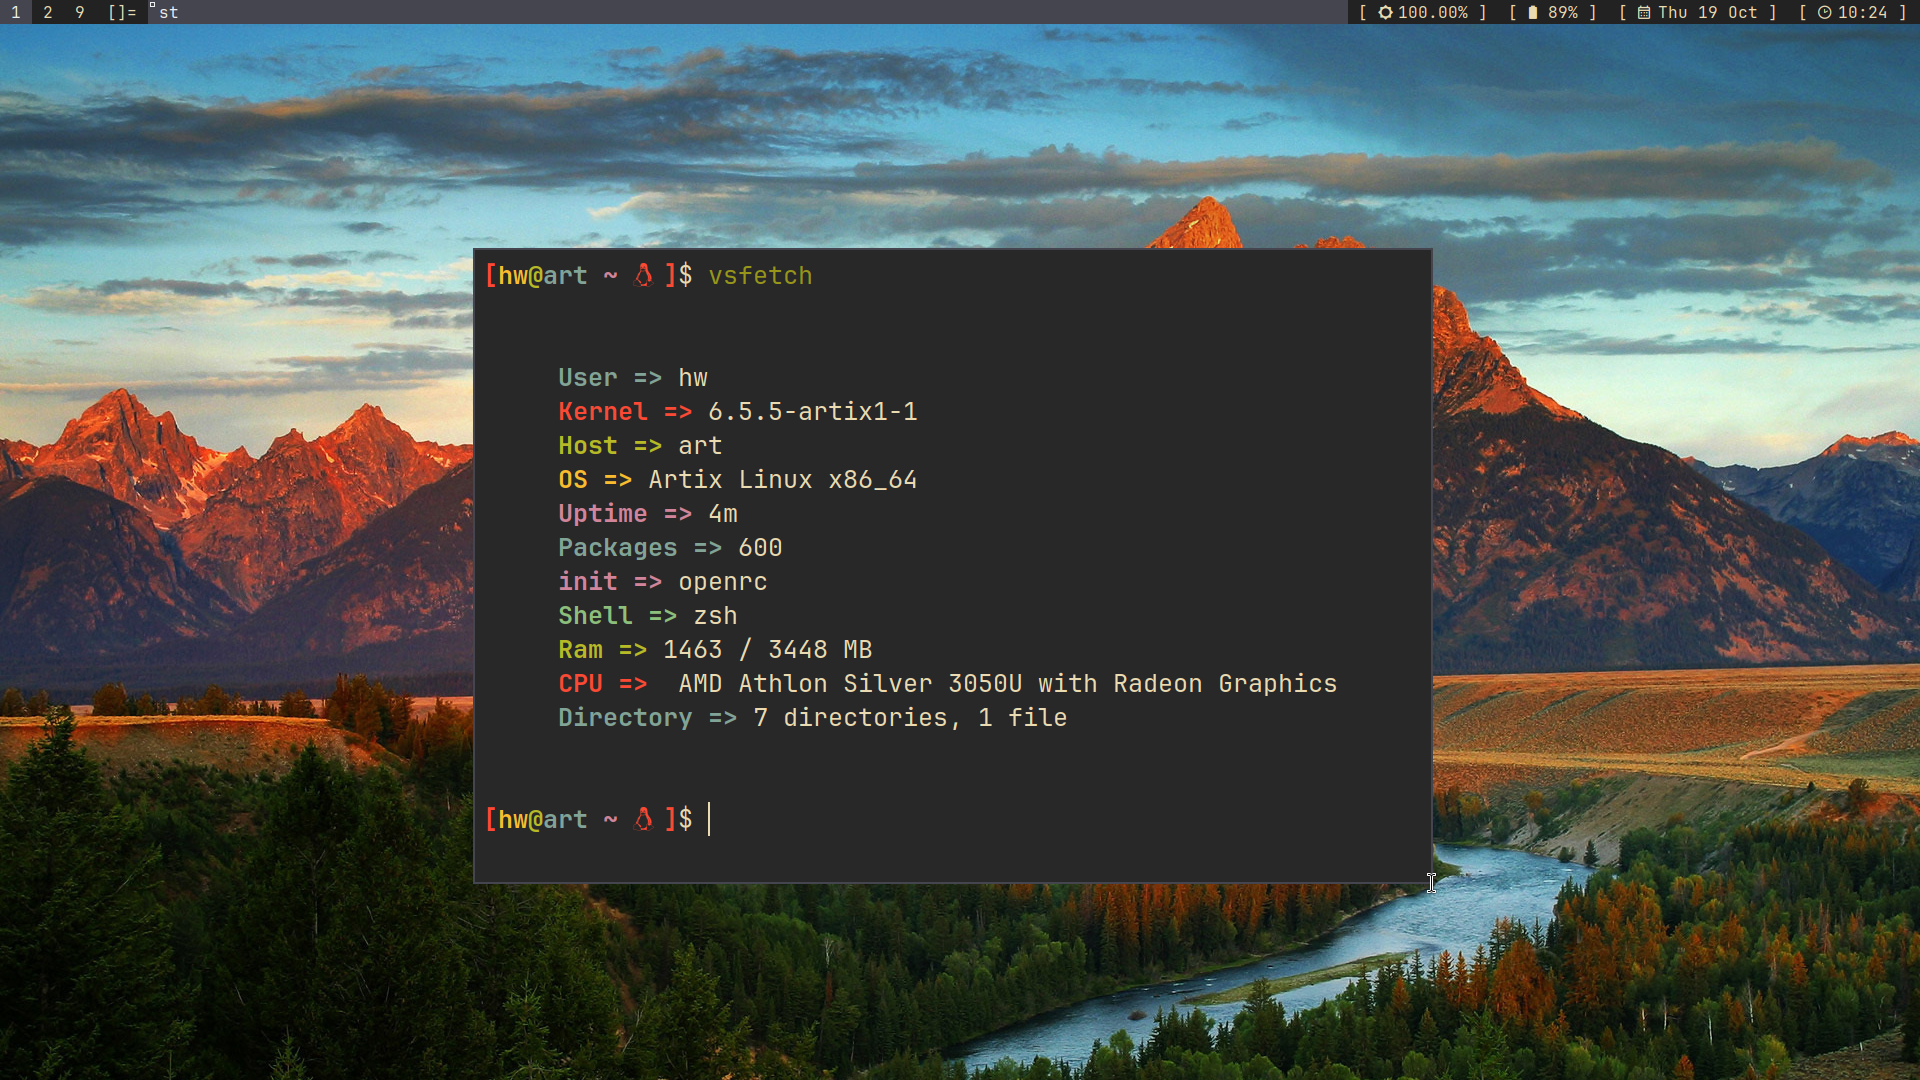 1 2 9 []= st [ 100.00% ] [ 89% ] [ Thu 19 Oct ] [ 10:24 ]
[hw@art ~ ]$ vsfetch
User => hw
Kernel => 6.5.5-artix1-1
Host => art
OS => Artix Linux x86_64
Uptime => 4m
Packages => 600
init => openrc
Shell => zsh
Ram => 1463 / 3448 MB
CPU => AMD Athlon Silver 3050U with Radeon Graphics
Directory => 7 directories, 1 file
[hw@art ~ ]$